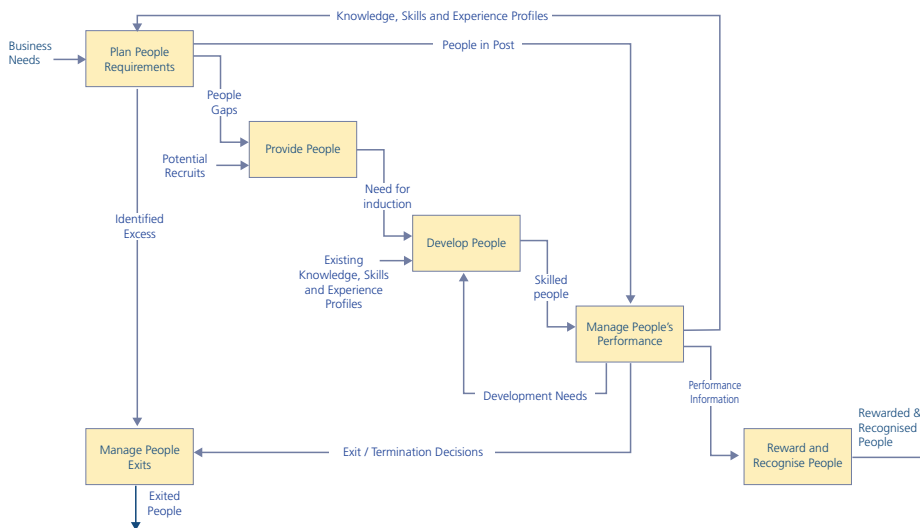 Knowledge, Skills and Experience Profiles
Business
Needs
Plan People
Requirements
People in Post
People
Gaps
Provide People
Potential
Recruits
Need for
induction
Identified
Excess
Develop People
Existing
Knowledge, Skills
and Experience
Profiles
Skilled
people
Manage People's
Performance
Development Needs
Performance
Information
Rewarded &
Recognised
People
Manage People
Exits
Exit / Termination Decisions
Reward and
Recognise People
Exited
People